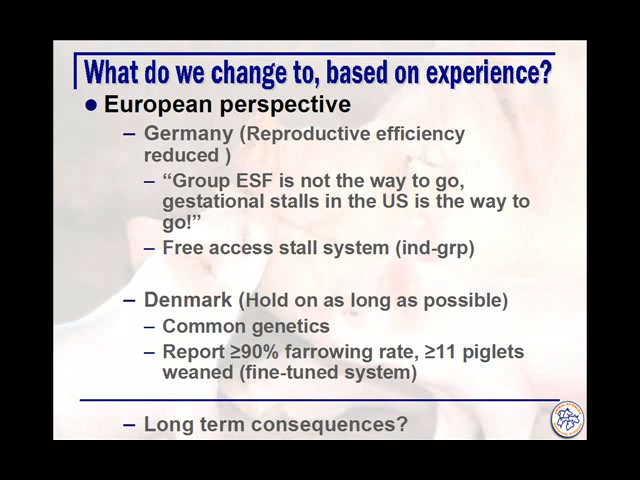 What do we change to, based on experience?
● European perspective
– Germany (Reproductive efficiency
reduced )
– “Group ESF is not the way to go,
gestational stalls in the US is the way to
go!”
– Free access stall system (ind-grp)
– Denmark (Hold on as long as possible)
– Common genetics
– Report ≥90% farrowing rate, ≥11 piglets
weaned (fine-tuned system)
– Long term consequences?